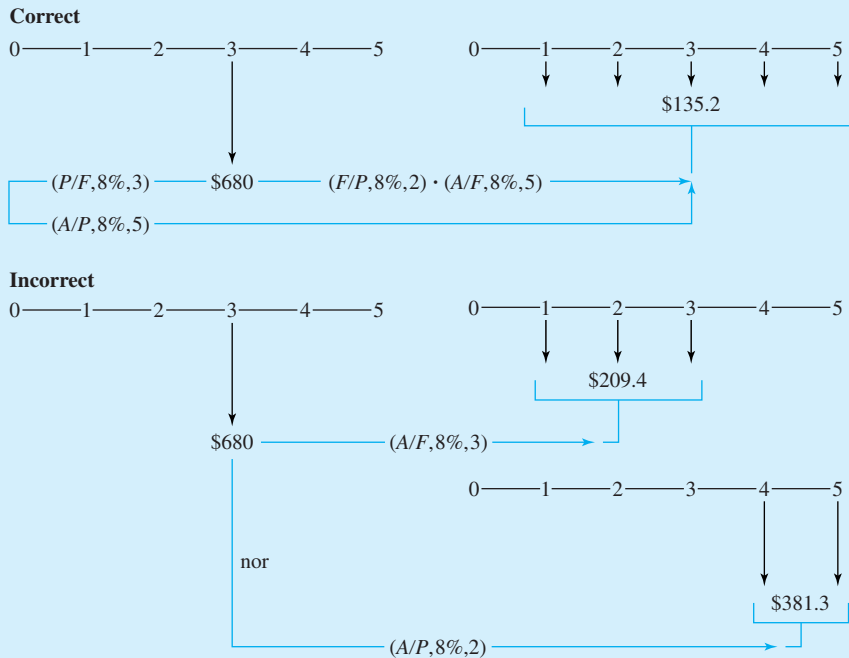 Correct
0 1 2 3 4 5
0 1 2 3 4 5
$135.2
(P/F,8%,3) $680 (F/P,8%,2) · (A/F,8%,5)
(A/P,8%,5)
Incorrect
0 1 2 3 4 5
0 1 2 3 4 5
$209.4
$680 (A/F,8%,3)
0 1 2 3 4 5
nor
$381.3
(A/P,8%,2)